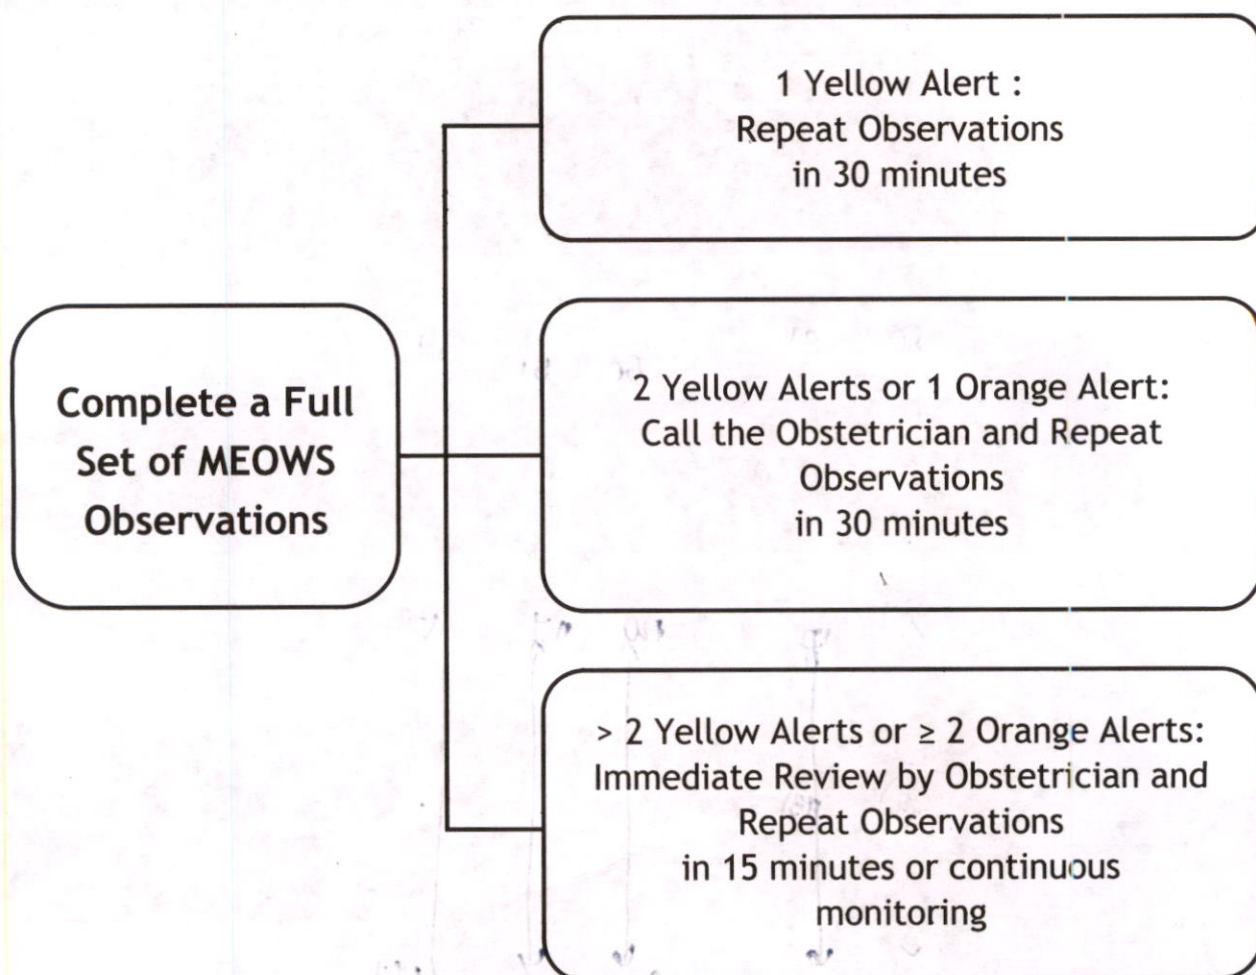 1 Yellow Alert :
Repeat Observations
in 30 minutes
Complete a Full
Set of MEOWS
Observations
2 Yellow Alerts or 1 Orange Alert:
Call the Obstetrician and Repeat
Observations
in 30 minutes
> 2 Yellow Alerts or ≥ 2 Orange Alerts:
Immediate Review by Obstetrician and
Repeat Observations
in 15 minutes or continuous
monitoring